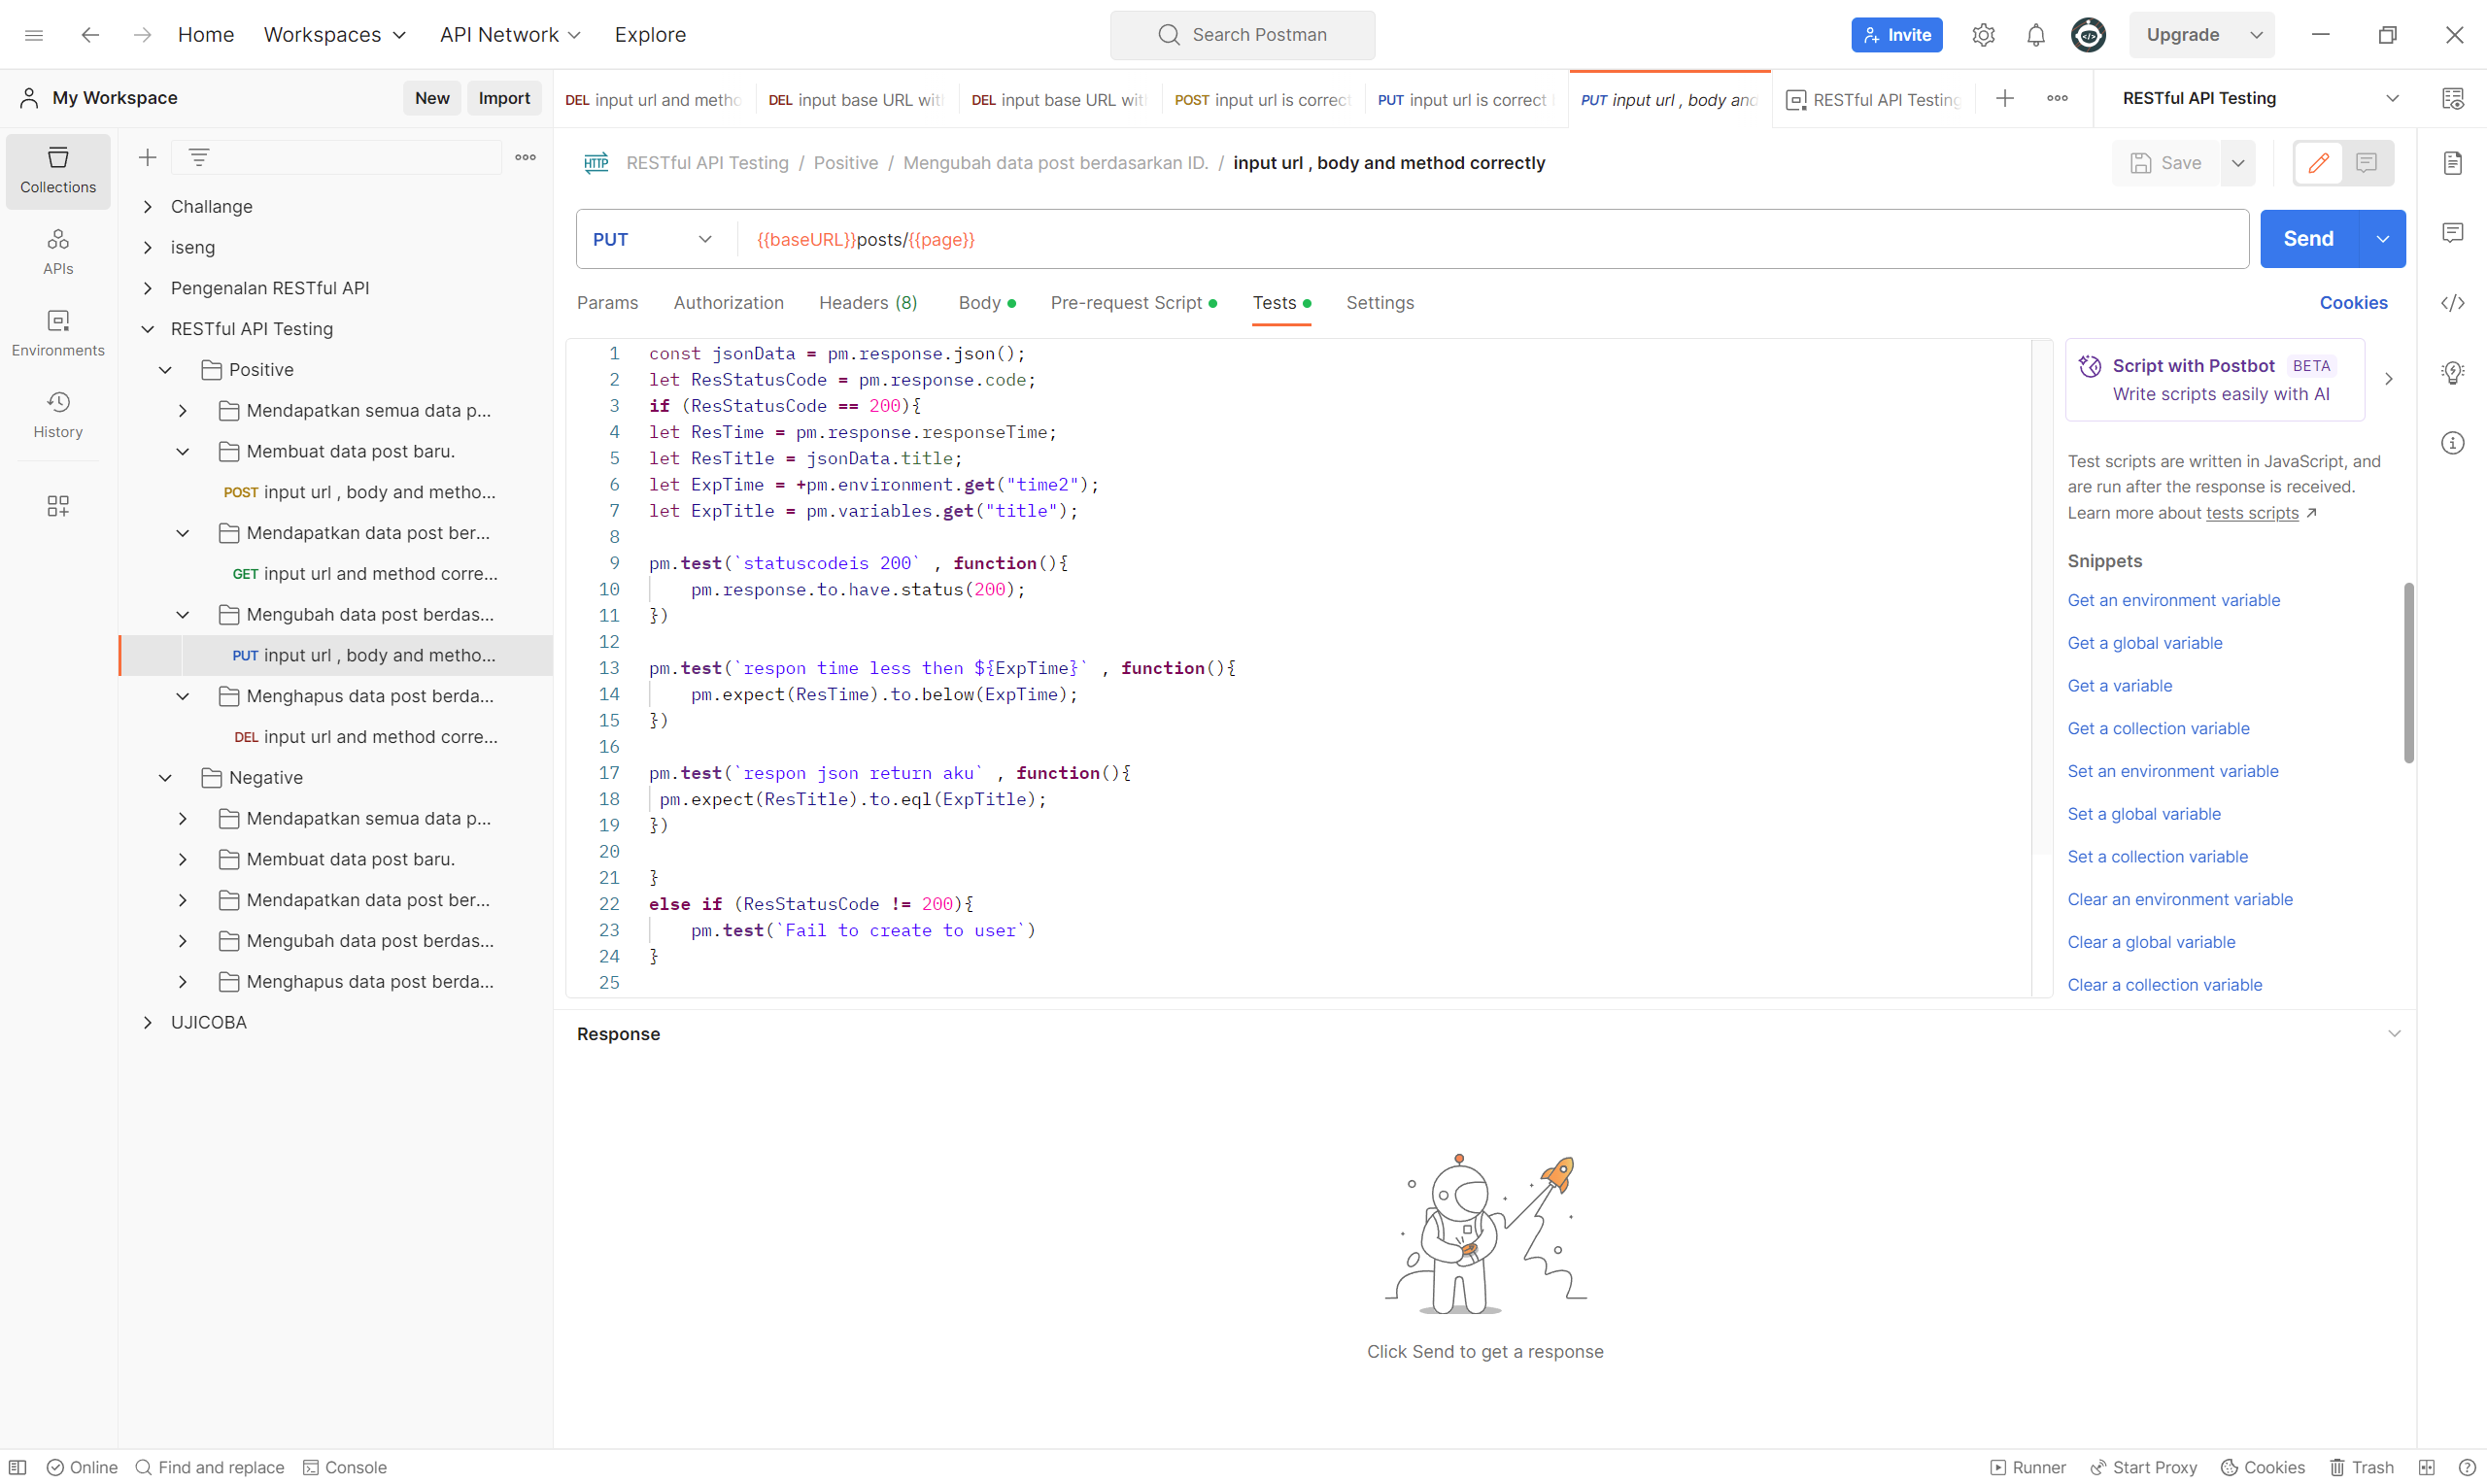 Home Workspaces API Network Explore Search Postman Invite Upgrade
My Workspace New Import
DEL input url and metho
DEL input base URL wit
DEL input base URL wit
POST input url is correct
PUT input url is correct
PUT input url , body and
RESTful API Testing
RESTful API Testing
Collections
APIs
Environments
History
Challange
iseng
Pengenalan RESTful API
RESTful API Testing
Positive
Mendapatkan semua data p...
Membuat data post baru.
POST input url , body and metho...
Mendapatkan data post ber...
GET input url and method corre...
Mengubah data post berdas...
PUT input url , body and metho...
Menghapus data post berda...
DEL input url and method corre...
Negative
Mendapatkan semua data p...
Membuat data post baru.
Mendapatkan data post ber...
Mengubah data post berdas...
Menghapus data post berda...
UJICOBA
HTTP RESTful API Testing / Positive / Mengubah data post berdasarkan ID. / input url , body and method correctly
Save
PUT {{baseURL}}posts/{{page}} Send
Params Authorization Headers (8) Body Pre-request Script Tests Settings Cookies
1 const jsonData = pm.response.json();
2 let ResStatusCode = pm.response.code;
3 if (ResStatusCode == 200){
4 let ResTime = pm.response.responseTime;
5 let ResTitle = jsonData.title;
6 let ExpTime = +pm.environment.get("time2");
7 let ExpTitle = pm.variables.get("title");
8
9 pm.test(`statuscodeis 200` , function(){
10     pm.response.to.have.status(200);
11 })
12
13 pm.test(`respon time less then ${ExpTime}` , function(){
14     pm.expect(ResTime).to.below(ExpTime);
15 })
16
17 pm.test(`respon json return aku` , function(){
18  pm.expect(ResTitle).to.eql(ExpTitle);
19 })
20
21 }
22 else if (ResStatusCode != 200){
23     pm.test(`Fail to create to user`)
24 }
25
Script with Postbot BETA
Write scripts easily with AI
Test scripts are written in JavaScript, and
are run after the response is received.
Learn more about tests scripts ↗
Snippets
Get an environment variable
Get a global variable
Get a variable
Get a collection variable
Set an environment variable
Set a global variable
Set a collection variable
Clear an environment variable
Clear a global variable
Clear a collection variable
Response
Click Send to get a response
Online Find and replace Console Runner Start Proxy Cookies Trash